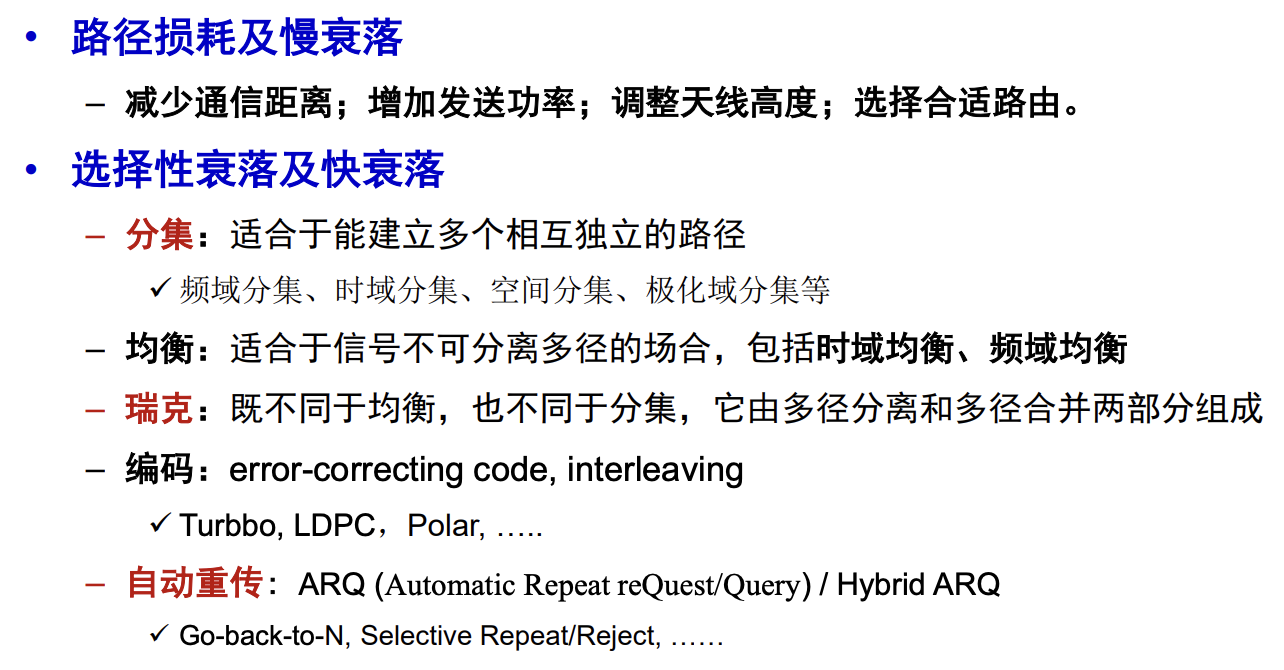 • 路径损耗及慢衰落
– 减少通信距离；增加发送功率；调整天线高度；选择合适路由。
• 选择性衰落及快衰落
– 分集：适合于能建立多个相互独立的路径
✓ 频域分集、时域分集、空间分集、极化域分集等
– 均衡：适合于信号不可分离多径的场合，包括时域均衡、频域均衡
– 瑞克：既不同于均衡，也不同于分集，它由多径分离和多径合并两部分组成
– 编码：error-correcting code, interleaving
✓ Turbbo, LDPC，Polar, …..
– 自动重传：ARQ (Automatic Repeat reQuest/Query) / Hybrid ARQ
✓ Go-back-to-N, Selective Repeat/Reject, ……